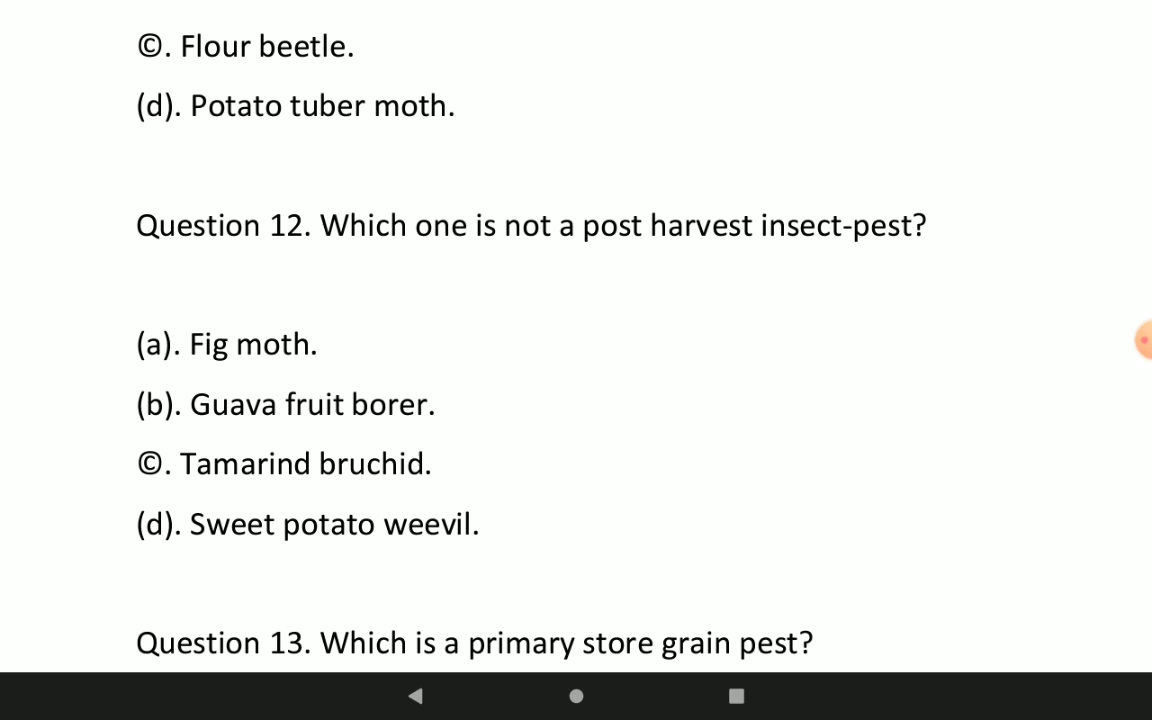 ©. Flour beetle.
(d). Potato tuber moth.
Question 12. Which one is not a post harvest insect-pest?
(a). Fig moth.
(b). Guava fruit borer.
©. Tamarind bruchid.
(d). Sweet potato weevil.
Question 13. Which is a primary store grain pest?